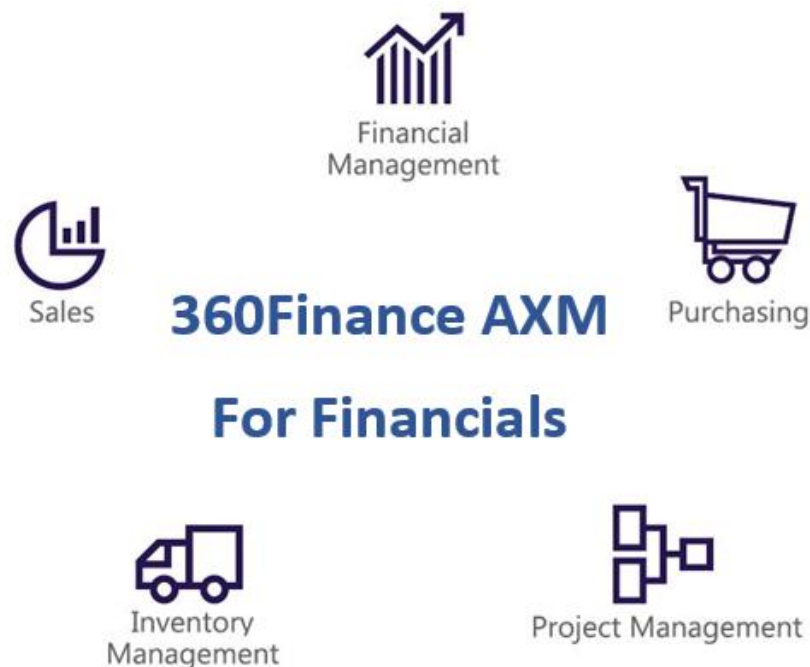 Financial
Management
Sales
Purchasing
360Finance AXM
For Financials
Inventory
Management
Project Management